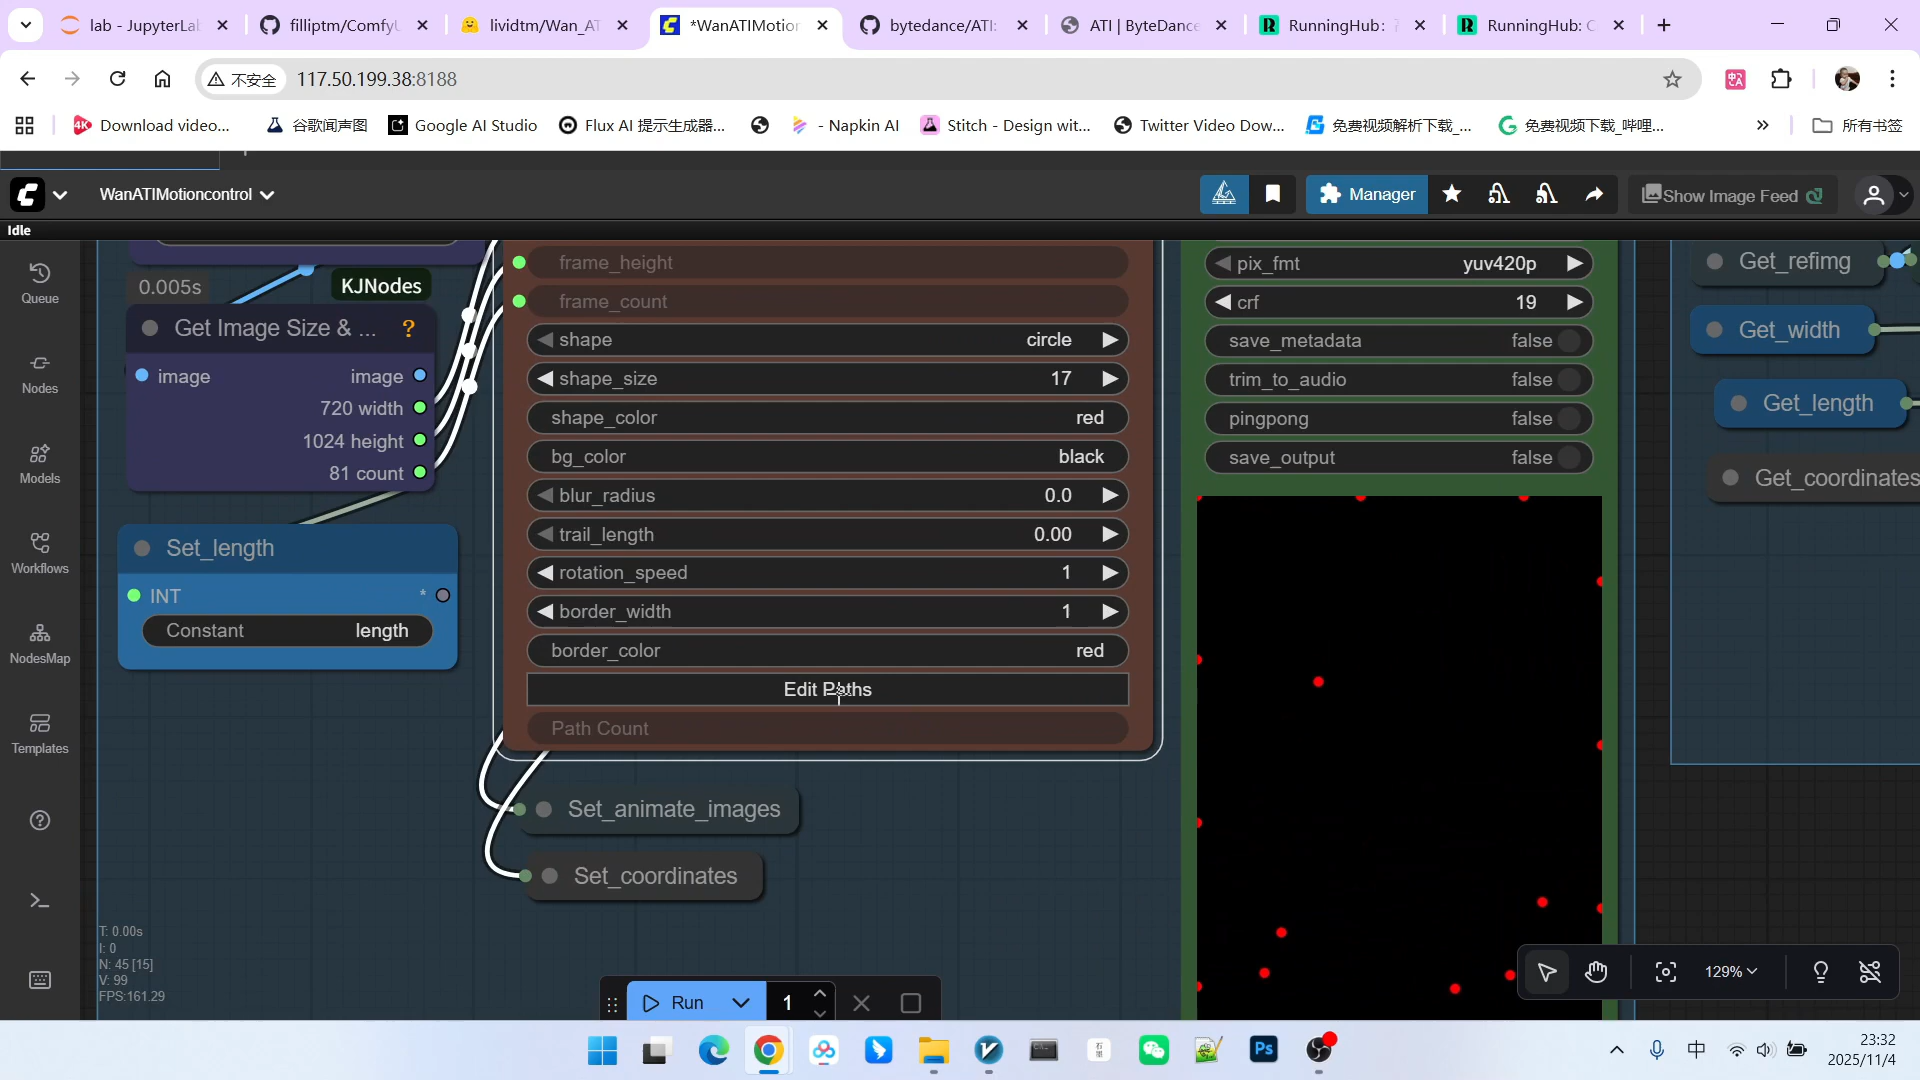 lab - JupyterLab
filliptm/ComfyU
lividtm/Wan_AT
*WanATIMotion
bytedance/ATI:
ATI | ByteDance
RunningHub:
RunningHub: C
不安全
117.50.199.38:8188
Download video...
谷歌闻声图
Google AI Studio
Flux AI 提示生成器...
- Napkin AI
Stitch - Design wit...
Twitter Video Dow...
免费视频解析下载_...
免费视频下载_哔哩...
所有书签
WanATIMotioncontrol
Manager
Show Image Feed
Idle
Queue
Nodes
Models
Workflows
NodesMap
Templates
0.005s
KJNodes
Get Image Size & ...
?
image image
720 width
1024 height
81 count
Set_length
INT *
Constant length
frame_height
frame_count
shape circle
shape_size 17
shape_color red
bg_color black
blur_radius 0.0
trail_length 0.00
rotation_speed 1
border_width 1
border_color red
Edit Paths
Path Count
Set_animate_images
Set_coordinates
pix_fmt yuv420p
crf 19
save_metadata false
trim_to_audio false
pingpong false
save_output false
Get_refimg
Get_width
Get_length
Get_coordinates
T: 0.00s
I: 0
N: 45 [15]
V: 99
FPS:161.29
Run 1
129%
Ps
中
23:32
2025/11/4